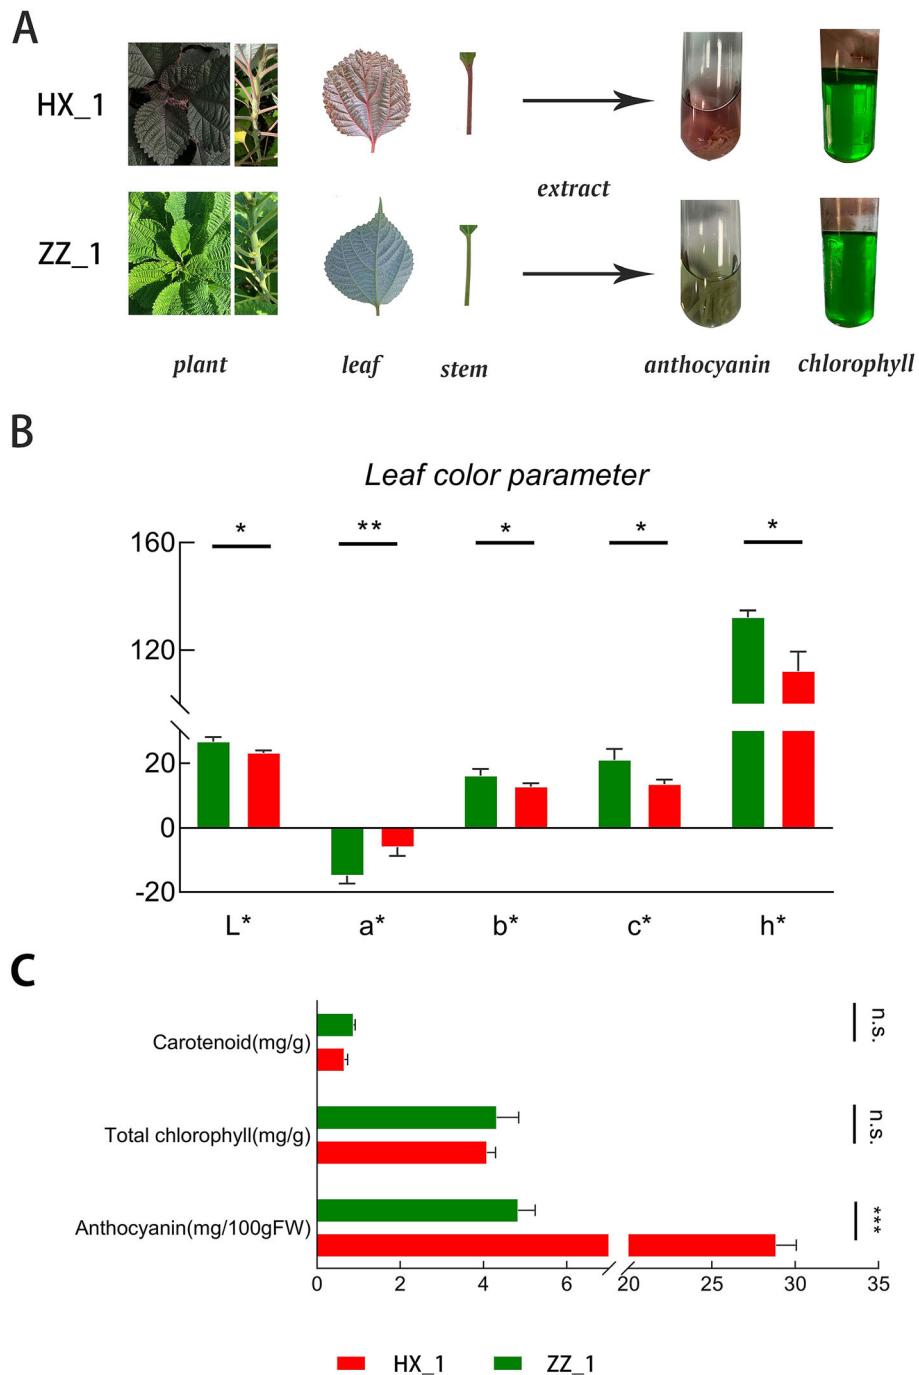 A
HX_1
extract
ZZ_1
plant
leaf
stem
anthocyanin
chlorophyll
B
Leaf color parameter
* ** * * *
160
120
20
0
-20
L* a* b* c* h*
C
Carotenoid(mg/g)
n.s.
Total chlorophyll(mg/g)
n.s.
Anthocyanin(mg/100gFW)
***
0 2 4 6 20 25 30 35
HX_1 ZZ_1